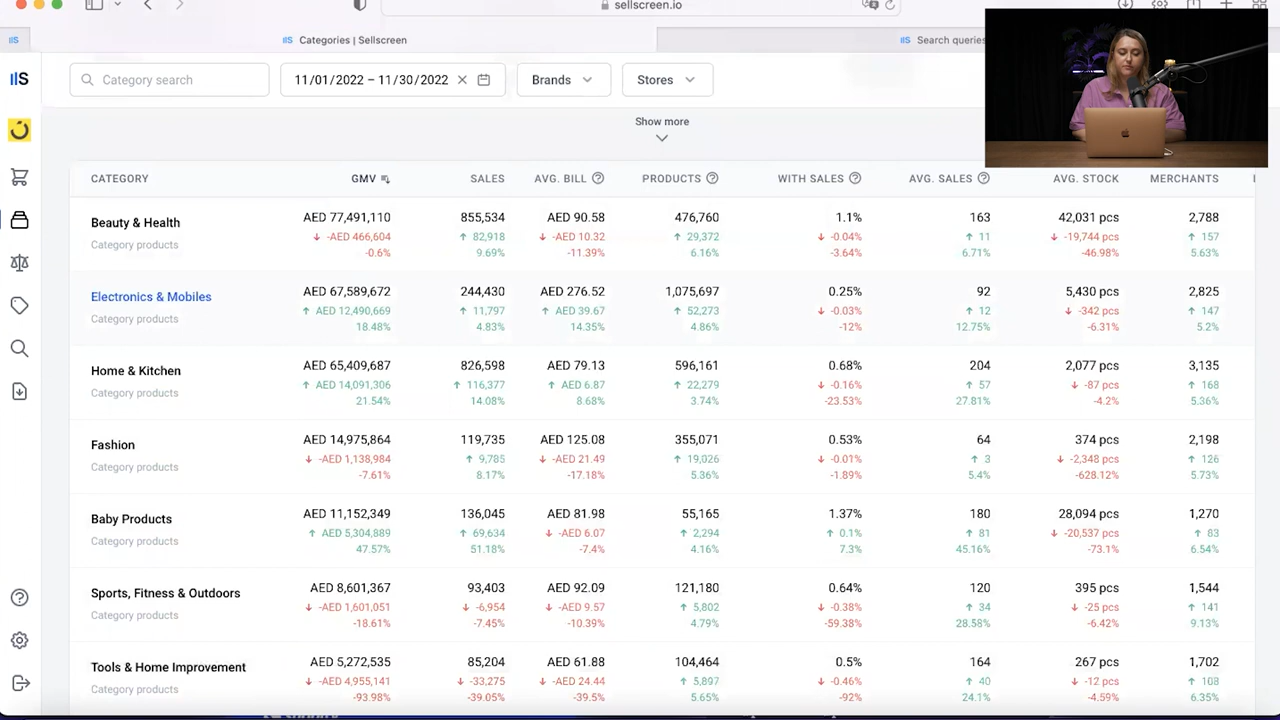 sellscreen.io
Categories | Sellscreen
Search queries
Category search
11/01/2022 – 11/30/2022
Brands
Stores
Show more
CATEGORY GMV SALES AVG. BILL PRODUCTS WITH SALES AVG. SALES AVG. STOCK MERCHANTS
Beauty & Health AED 77,491,110 855,534 AED 90.58 476,760 1.1% 163 42,031 pcs 2,788
Category products ↓ -AED 466,604 ↑ 82,918 ↓ -AED 10.32 ↑ 29,372 ↓ -0.04% ↑ 11 ↓ -19,744 pcs ↑ 157
-0.6% 9.69% -11.39% 6.16% -3.64% 6.71% -46.98% 5.63%
Electronics & Mobiles AED 67,589,672 244,430 AED 276.52 1,075,697 0.25% 92 5,430 pcs 2,825
Category products ↑ AED 12,490,669 ↑ 11,797 ↑ AED 39.67 ↑ 52,273 ↓ -0.03% ↑ 12 ↓ -342 pcs ↑ 147
18.48% 4.83% 14.35% 4.86% -12% 12.75% -6.31% 5.2%
Home & Kitchen AED 65,409,687 826,598 AED 79.13 596,161 0.68% 204 2,077 pcs 3,135
Category products ↑ AED 14,091,306 ↑ 116,377 ↑ AED 6.87 ↑ 22,279 ↓ -0.16% ↑ 57 ↓ -87 pcs ↑ 168
21.54% 14.08% 8.68% 3.74% -23.53% 27.81% -4.2% 5.36%
Fashion AED 14,975,864 119,735 AED 125.08 355,071 0.53% 64 374 pcs 2,198
Category products ↓ -AED 1,138,984 ↑ 9,785 ↓ -AED 21.49 ↑ 19,026 ↓ -0.01% ↑ 3 ↓ -2,348 pcs ↑ 126
-7.61% 8.17% -17.18% 5.36% -1.89% 5.4% -628.12% 5.73%
Baby Products AED 11,152,349 136,045 AED 81.98 55,165 1.37% 180 28,094 pcs 1,270
Category products ↑ AED 5,304,889 ↑ 69,634 ↓ -AED 6.07 ↑ 2,294 ↑ 0.1% ↑ 81 ↓ -20,537 pcs ↑ 83
47.57% 51.18% -7.4% 4.16% 7.3% 45.16% -73.1% 6.54%
Sports, Fitness & Outdoors AED 8,601,367 93,403 AED 92.09 121,180 0.64% 120 395 pcs 1,544
Category products ↓ -AED 1,601,051 ↓ -6,954 ↓ -AED 9.57 ↑ 5,802 ↓ -0.38% ↑ 34 ↓ -25 pcs ↑ 141
-18.61% -7.45% -10.39% 4.79% -59.38% 28.58% -6.42% 9.13%
Tools & Home Improvement AED 5,272,535 85,204 AED 61.88 104,464 0.5% 164 267 pcs 1,702
Category products ↓ -AED 4,955,141 ↓ -33,275 ↓ -AED 24.44 ↑ 5,897 ↓ -0.46% ↑ 40 ↓ -12 pcs ↑ 108
-93.98% -39.05% -39.5% 5.65% -92% 24.1% -4.59% 6.35%